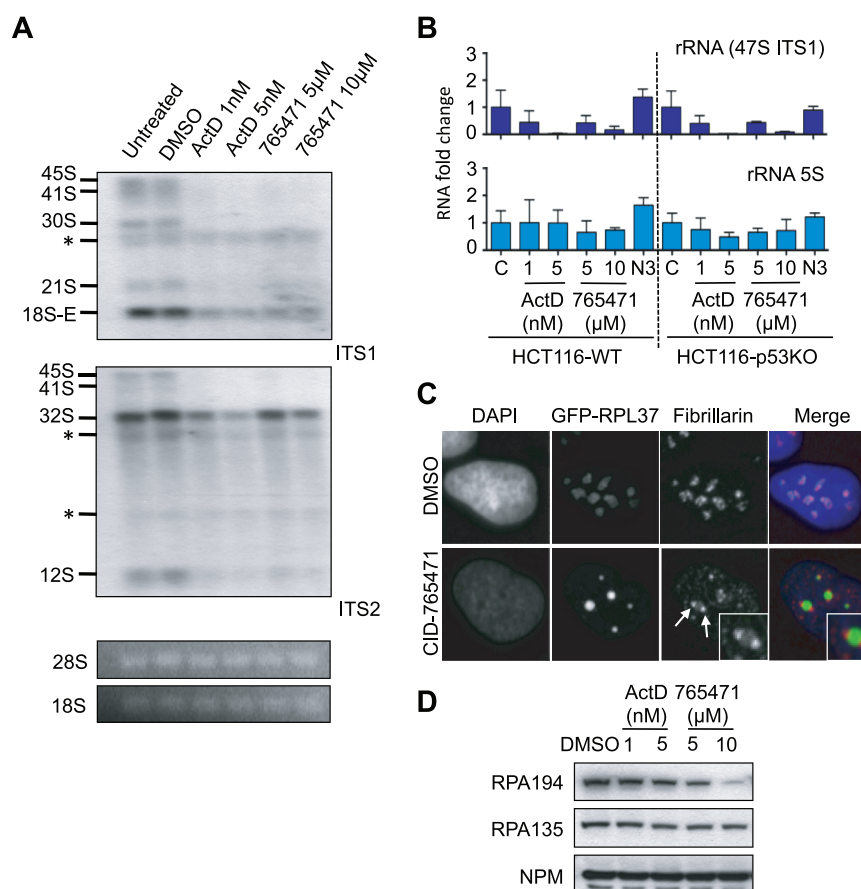 A
Untreated
DMSO
ActD 1nM
ActD 5nM
765471 5µM
765471 10µM
45S
41S
30S
*
21S
18S-E
ITS1
45S
41S
32S
*
*
12S
ITS2
28S
18S
B
RNA fold change
3
2
1
0
rRNA (47S ITS1)
3
2
1
0
rRNA 5S
C 1 5 5 10 N3 C 1 5 5 10 N3
ActD 765471 ActD 765471
(nM) (µM) (nM) (µM)
HCT116-WT HCT116-p53KO
C
DAPI GFP-RPL37 Fibrillarin Merge
DMSO
CID-765471
D
ActD 765471
(nM) (µM)
DMSO 1 5 5 10
RPA194
RPA135
NPM